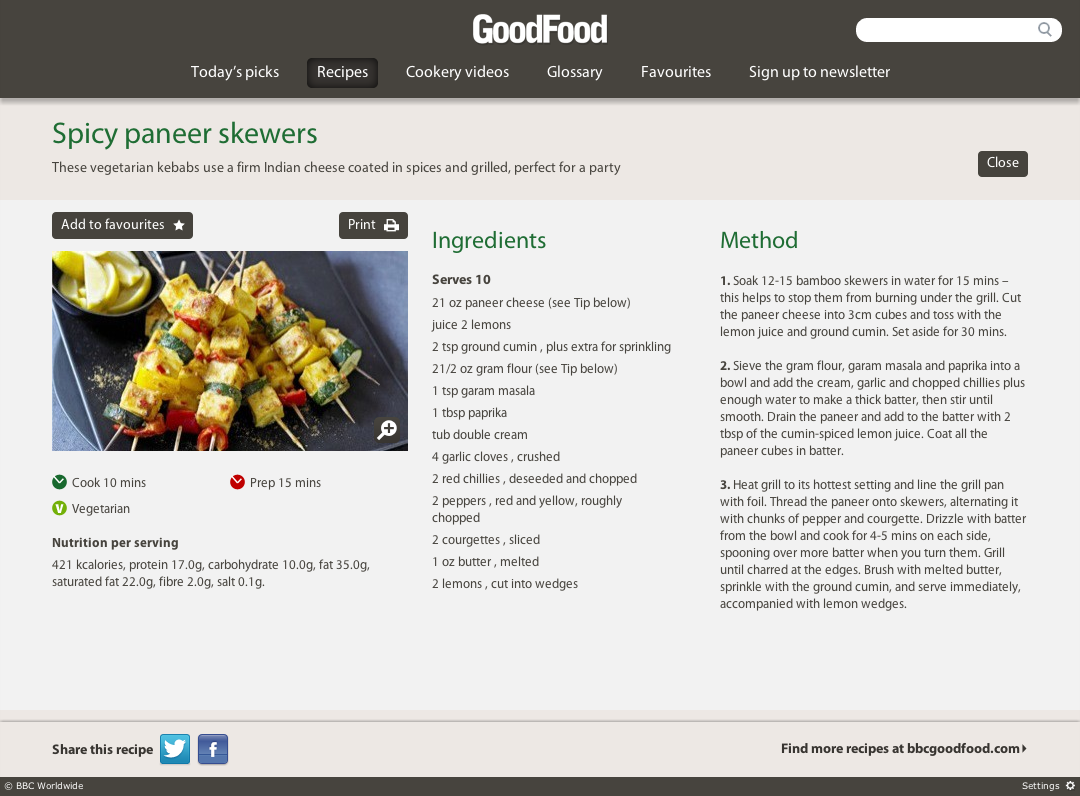 GoodFood
Today's picks
Recipes
Cookery videos
Glossary
Favourites
Sign up to newsletter
Spicy paneer skewers
These vegetarian kebabs use a firm Indian cheese coated in spices and grilled, perfect for a party
Close
Add to favourites
Print
Cook 10 mins
Prep 15 mins
V Vegetarian
Nutrition per serving
421 kcalories, protein 17.0g, carbohydrate 10.0g, fat 35.0g,
saturated fat 22.0g, fibre 2.0g, salt 0.1g.
Ingredients
Serves 10
21 oz paneer cheese (see Tip below)
juice 2 lemons
2 tsp ground cumin , plus extra for sprinkling
21/2 oz gram flour (see Tip below)
1 tsp garam masala
1 tbsp paprika
tub double cream
4 garlic cloves , crushed
2 red chillies , deseeded and chopped
2 peppers , red and yellow, roughly
chopped
2 courgettes , sliced
1 oz butter , melted
2 lemons , cut into wedges
Method
1. Soak 12-15 bamboo skewers in water for 15 mins –
this helps to stop them from burning under the grill. Cut
the paneer cheese into 3cm cubes and toss with the
lemon juice and ground cumin. Set aside for 30 mins.
2. Sieve the gram flour, garam masala and paprika into a
bowl and add the cream, garlic and chopped chillies plus
enough water to make a thick batter, then stir until
smooth. Drain the paneer and add to the batter with 2
tbsp of the cumin-spiced lemon juice. Coat all the
paneer cubes in batter.
3. Heat grill to its hottest setting and line the grill pan
with foil. Thread the paneer onto skewers, alternating it
with chunks of pepper and courgette. Drizzle with batter
from the bowl and cook for 4-5 mins on each side,
spooning over more batter when you turn them. Grill
until charred at the edges. Brush with melted butter,
sprinkle with the ground cumin, and serve immediately,
accompanied with lemon wedges.
Share this recipe
f
Find more recipes at bbcgoodfood.com
© BBC Worldwide
Settings